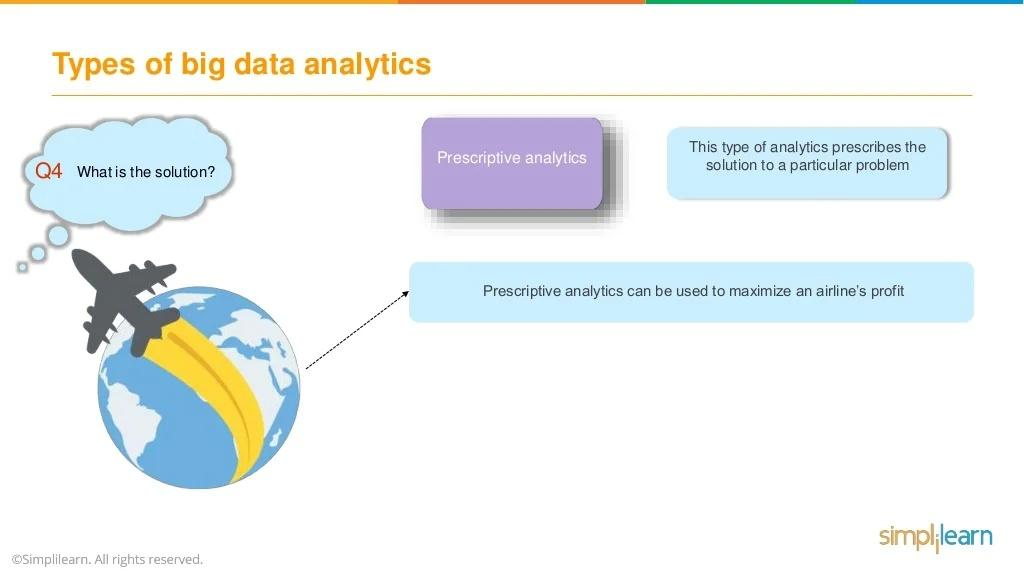 Types of big data analytics
Q4 What is the solution?
Prescriptive analytics
This type of analytics prescribes the
solution to a particular problem
Prescriptive analytics can be used to maximize an airline's profit
simplilearn
©Simplilearn. All rights reserved.